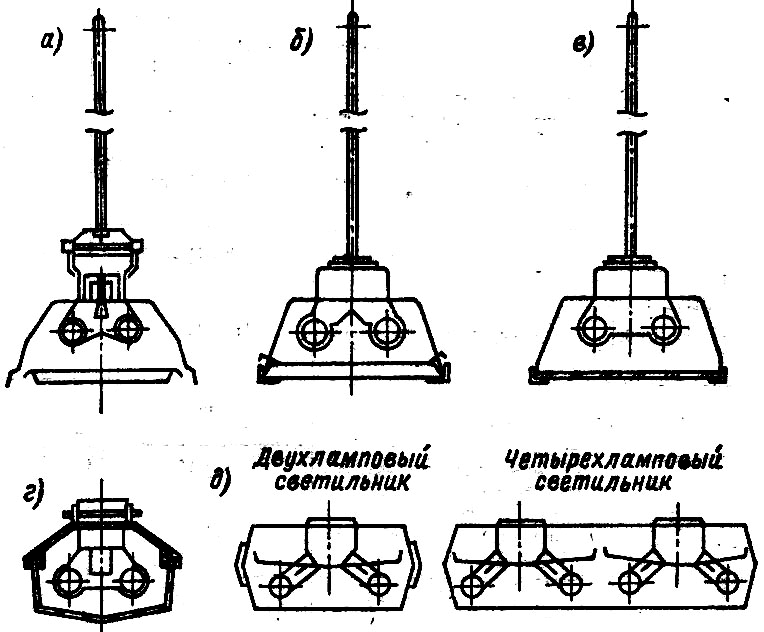 а)
б)
в)
г)
д)
Двухламповый
светильник
Четырехламповый
светильник